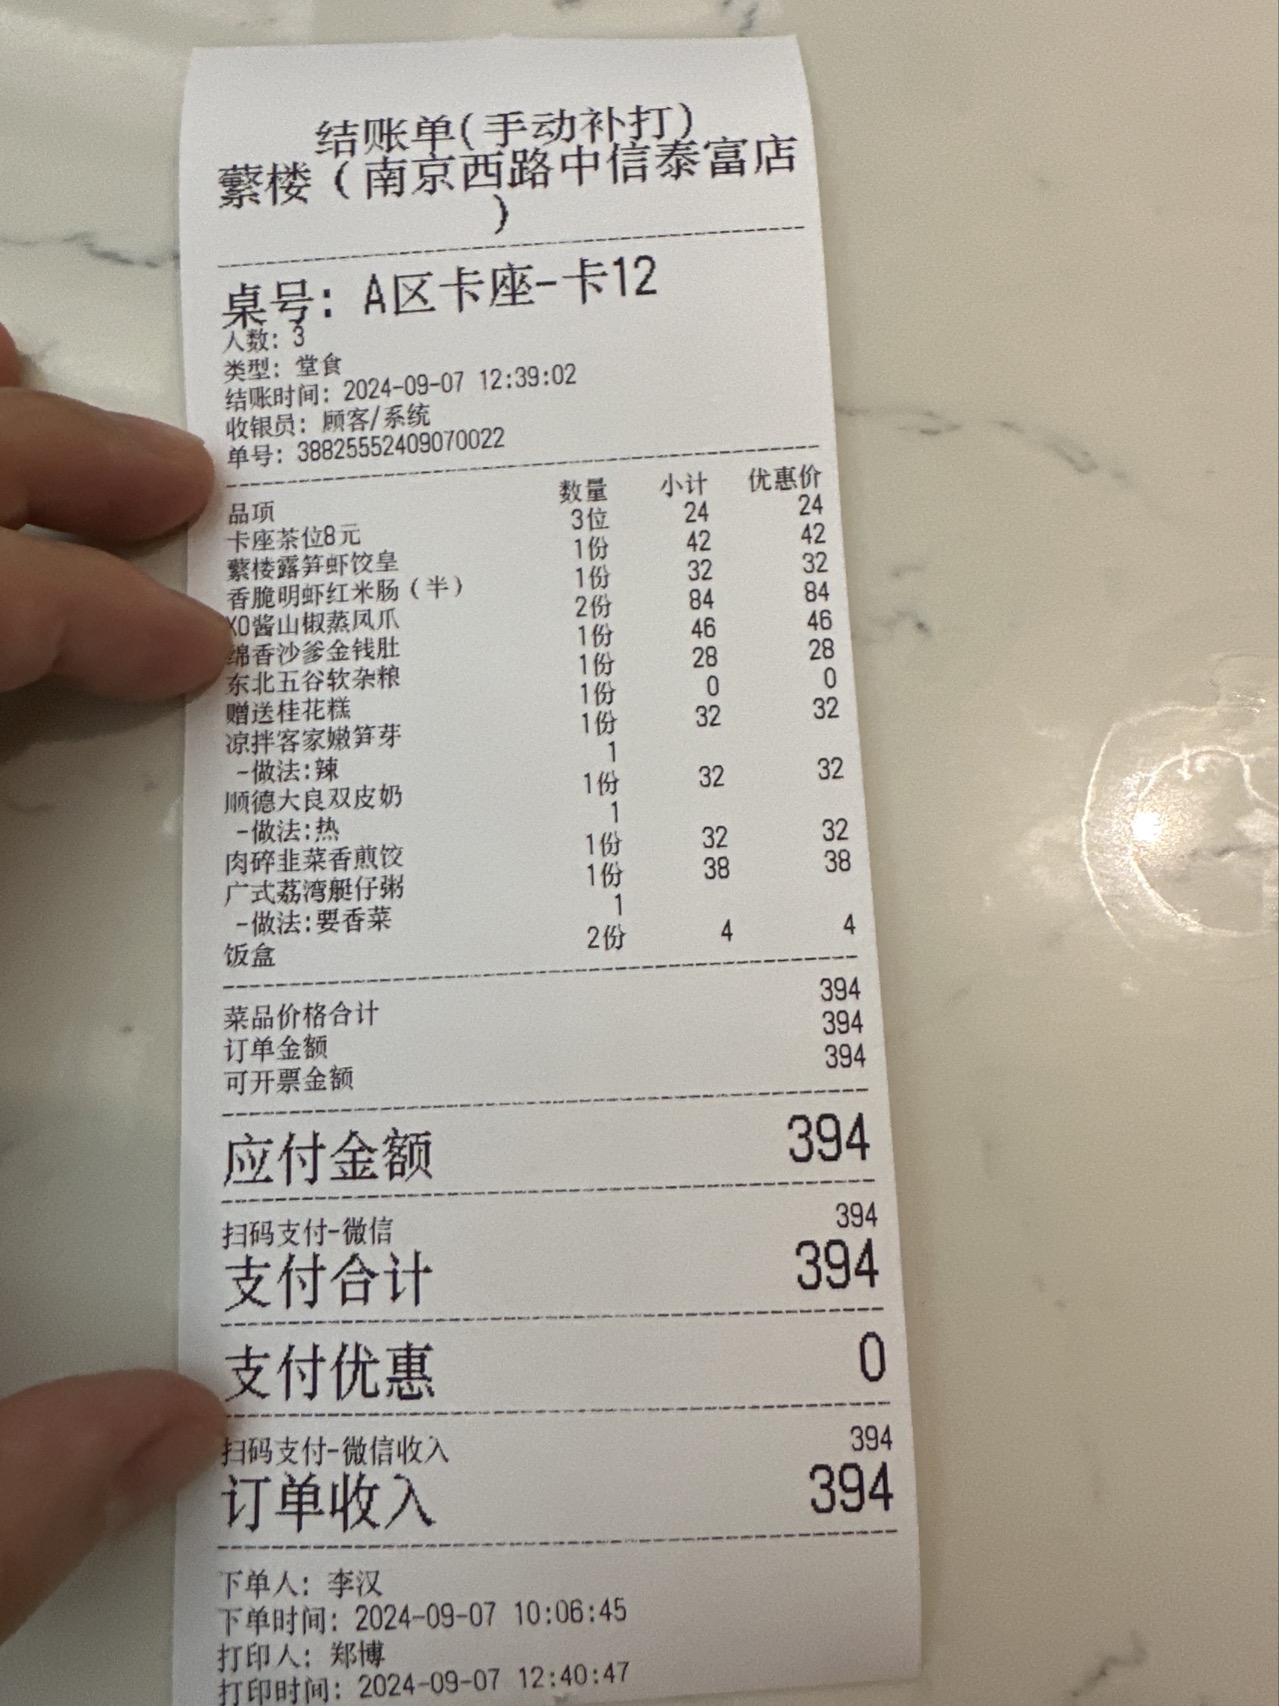 结账单(手动补打)
蘩楼（南京西路中信泰富店
）
桌号: A区卡座-卡12
人数: 3
类型: 堂食
结账时间: 2024-09-07 12:39:02
收银员: 顾客/系统
单号: 38825552409070022
品项 数量 小计 优惠价
卡座茶位8元 3位 24 24
蘩楼露笋虾饺皇 1份 42 42
香脆明虾红米肠（半） 1份 32 32
XO酱山椒蒸凤爪 2份 84 84
绵香沙爹金钱肚 1份 46 46
东北五谷软杂粮 1份 28 28
赠送桂花糕 1份 0 0
凉拌客家嫩笋芽 1份 32 32
-做法:辣 1
顺德大良双皮奶 1份 32 32
-做法:热 1
肉碎韭菜香煎饺 1份 32 32
广式荔湾艇仔粥 1份 38 38
-做法:要香菜 1
饭盒 2份 4 4
菜品价格合计 394
订单金额 394
可开票金额 394
应付金额 394
扫码支付-微信 394
支付合计 394
支付优惠 0
扫码支付-微信收入 394
订单收入 394
下单人: 李汉
下单时间: 2024-09-07 10:06:45
打印人: 郑博
打印时间: 2024-09-07 12:40:47